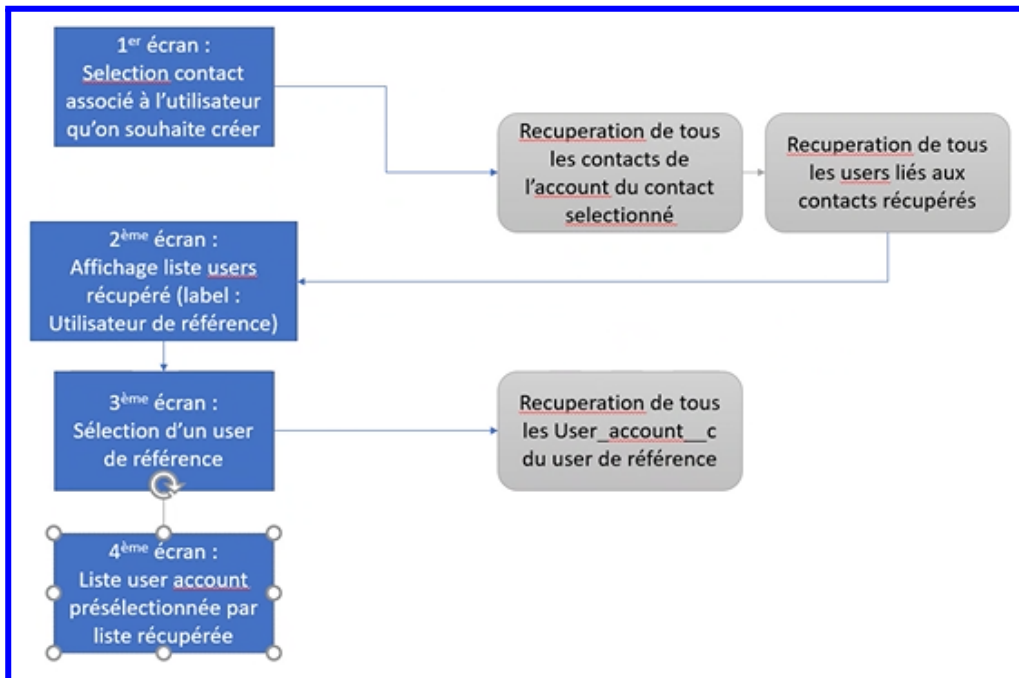 1er écran :
Selection contact
associé à l'utilisateur
qu'on souhaite créer
Recuperation de tous
les contacts de
l'account du contact
selectionné
Recuperation de tous
les users liés aux
contacts récupérés
2ème écran :
Affichage liste users
récupéré (label :
Utilisateur de référence)
3ème écran :
Sélection d'un user
de référence
Recuperation de tous
les User_account__c
du user de référence
4ème écran :
Liste user account
présélectionnée par
liste récupérée